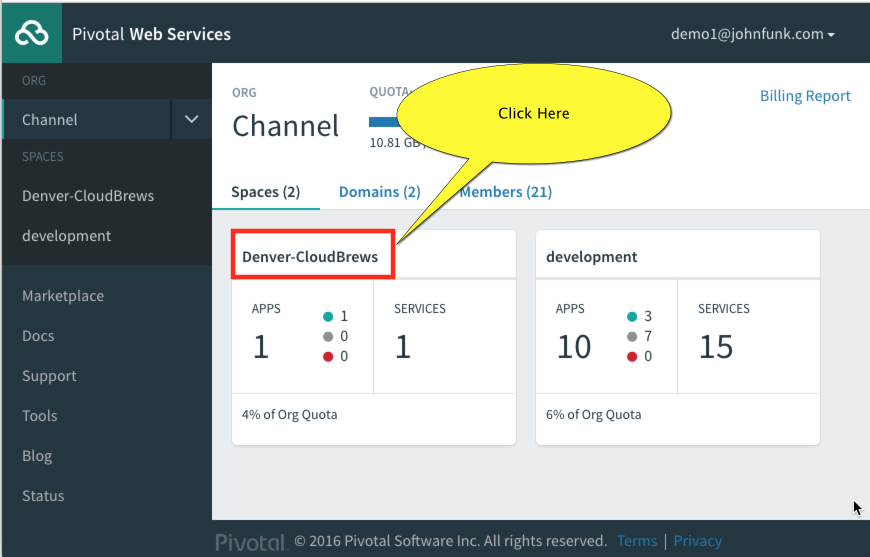 Pivotal Web Services
demo1@johnfunk.com
ORG
Channel
SPACES
Denver-CloudBrews
development
Marketplace
Docs
Support
Tools
Blog
Status
ORG
Channel
QUOTA:
10.81 GB
Billing Report
Click Here
Spaces (2)
Domains (2)
Members (21)
Denver-CloudBrews
APPS
1
1
0
0
SERVICES
1
4% of Org Quota
development
APPS
10
3
7
0
SERVICES
15
6% of Org Quota
Pivotal. © 2016 Pivotal Software Inc. All rights reserved. Terms | Privacy